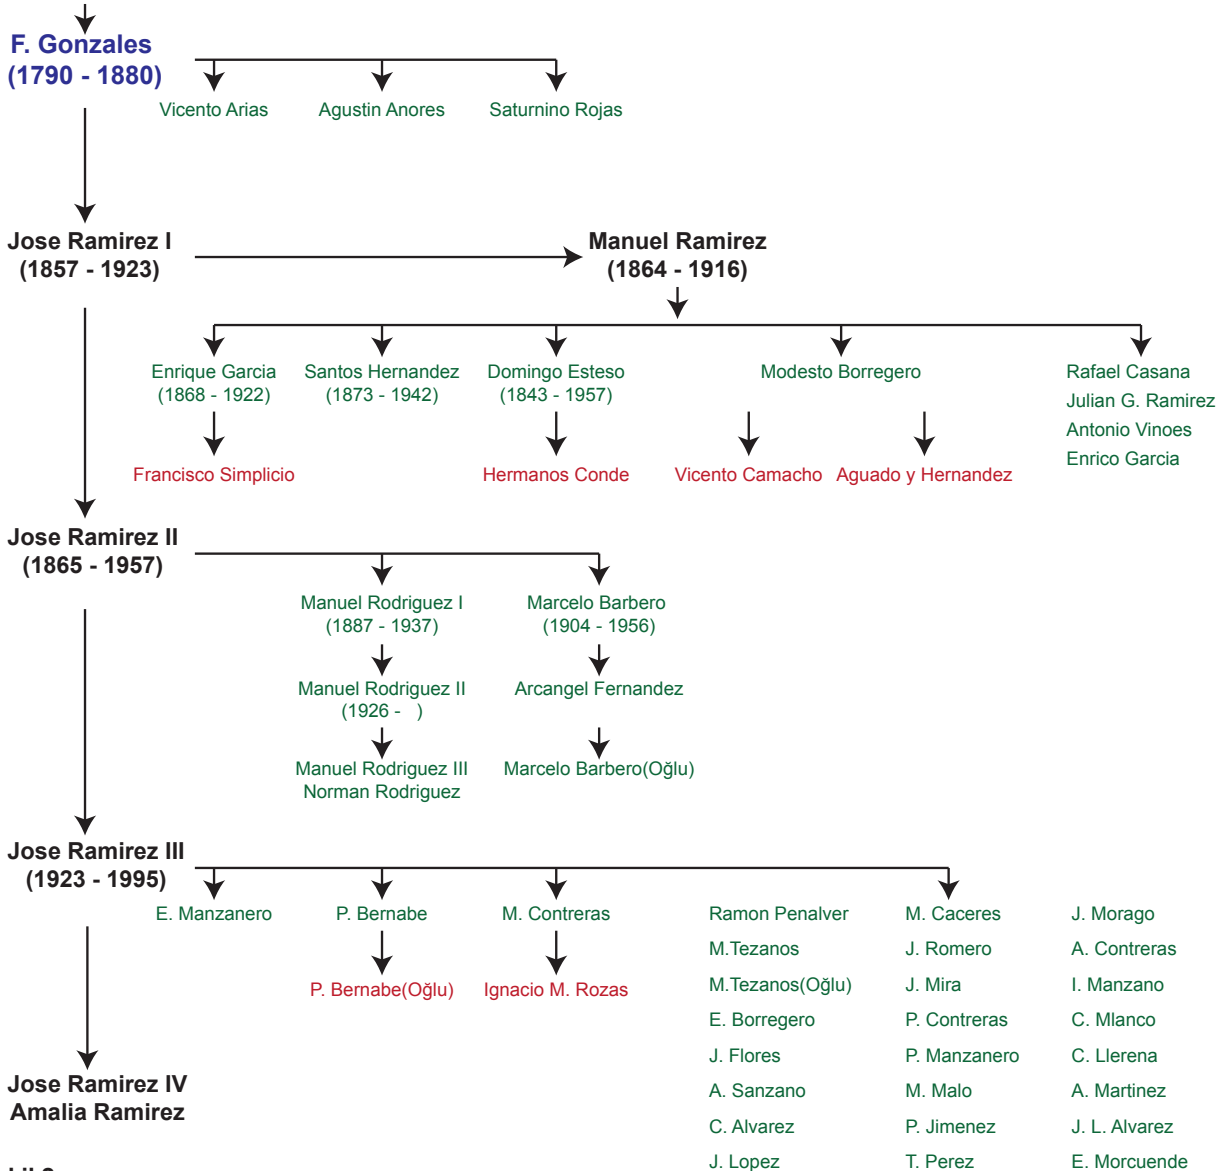 F. Gonzales
(1790 - 1880)
Vicento Arias
Agustin Anores
Saturnino Rojas
Jose Ramirez I
(1857 - 1923)
Manuel Ramirez
(1864 - 1916)
Enrique Garcia
(1868 - 1922)
Santos Hernandez
(1873 - 1942)
Domingo Esteso
(1843 - 1957)
Modesto Borregero
Rafael Casana
Julian G. Ramirez
Antonio Vinoes
Enrico Garcia
Francisco Simplicio
Hermanos Conde
Vicento Camacho
Aguado y Hernandez
Jose Ramirez II
(1865 - 1957)
Manuel Rodriguez I
(1887 - 1937)
Marcelo Barbero
(1904 - 1956)
Manuel Rodriguez II
(1926 -   )
Arcangel Fernandez
Manuel Rodriguez III
Norman Rodriguez
Marcelo Barbero(Oğlu)
Jose Ramirez III
(1923 - 1995)
E. Manzanero
P. Bernabe
M. Contreras
P. Bernabe(Oğlu)
Ignacio M. Rozas
Ramon Penalver
M.Tezanos
M.Tezanos(Oğlu)
E. Borregero
J. Flores
A. Sanzano
C. Alvarez
J. Lopez
M. Caceres
J. Romero
J. Mira
P. Contreras
P. Manzanero
M. Malo
P. Jimenez
T. Perez
J. Morago
A. Contreras
I. Manzano
C. Mlanco
C. Llerena
A. Martinez
J. L. Alvarez
E. Morcuende
Jose Ramirez IV
Amalia Ramirez